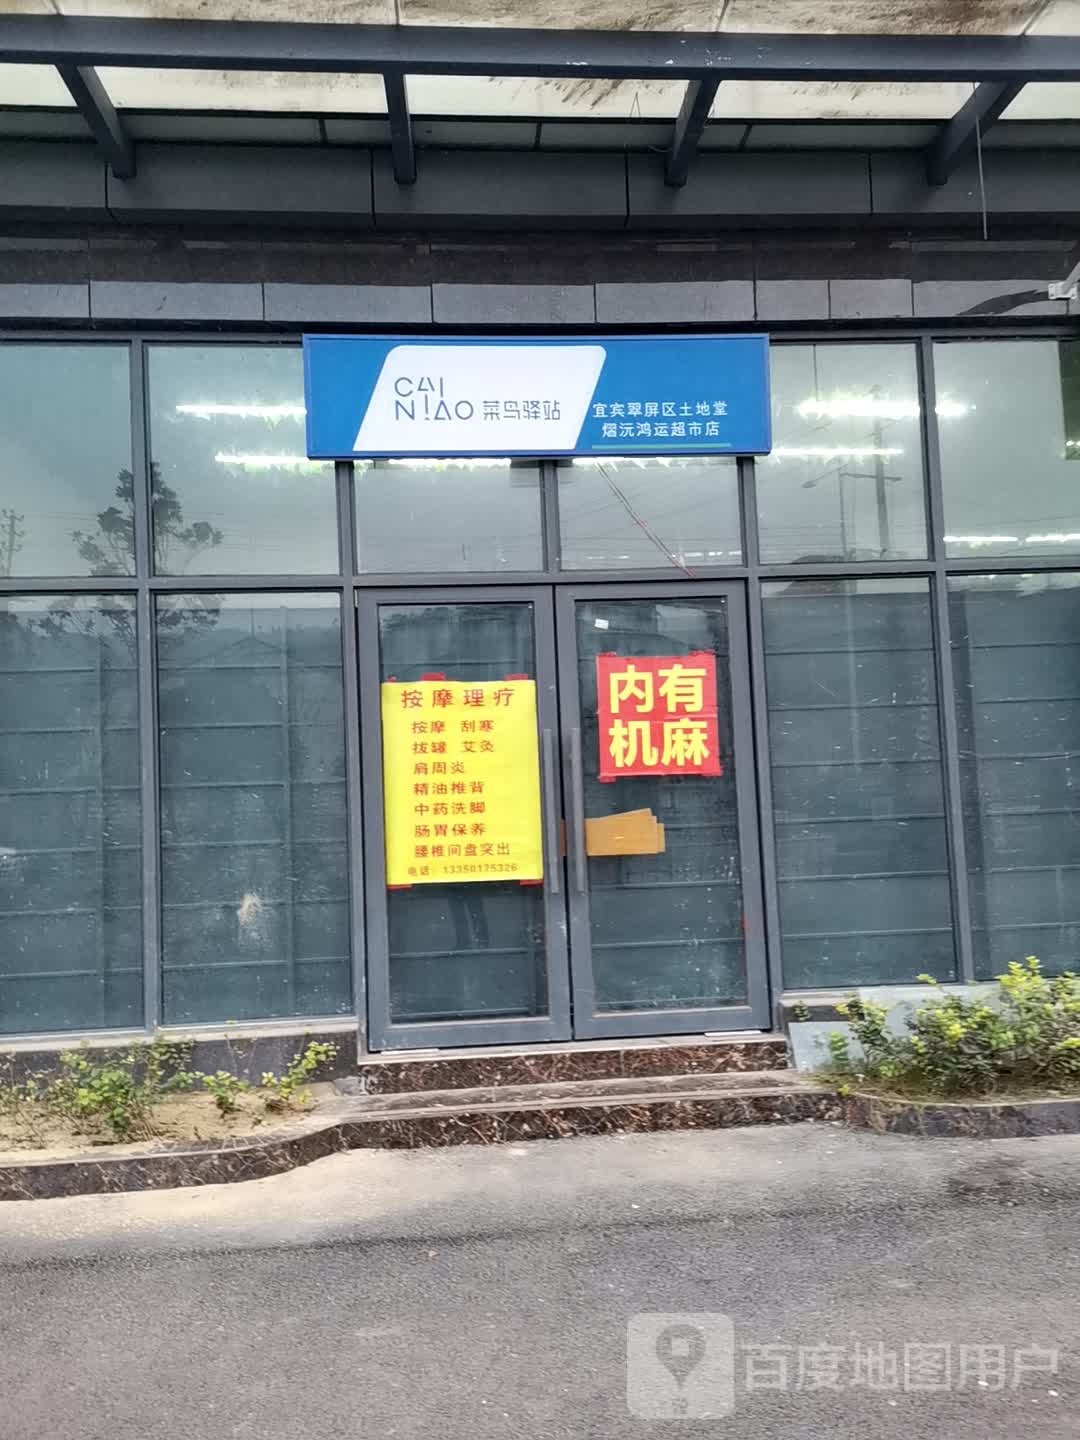 CAI
NIAO 菜鸟驿站
宜宾翠屏区土地堂
熠沅鸿运超市店
按摩理疗
按摩 刮寒
拔罐 艾灸
肩周炎
精油推背
中药洗脚
肠胃保养
腰椎间盘突出
电话:13350175326
内有
机麻
百度地图用户